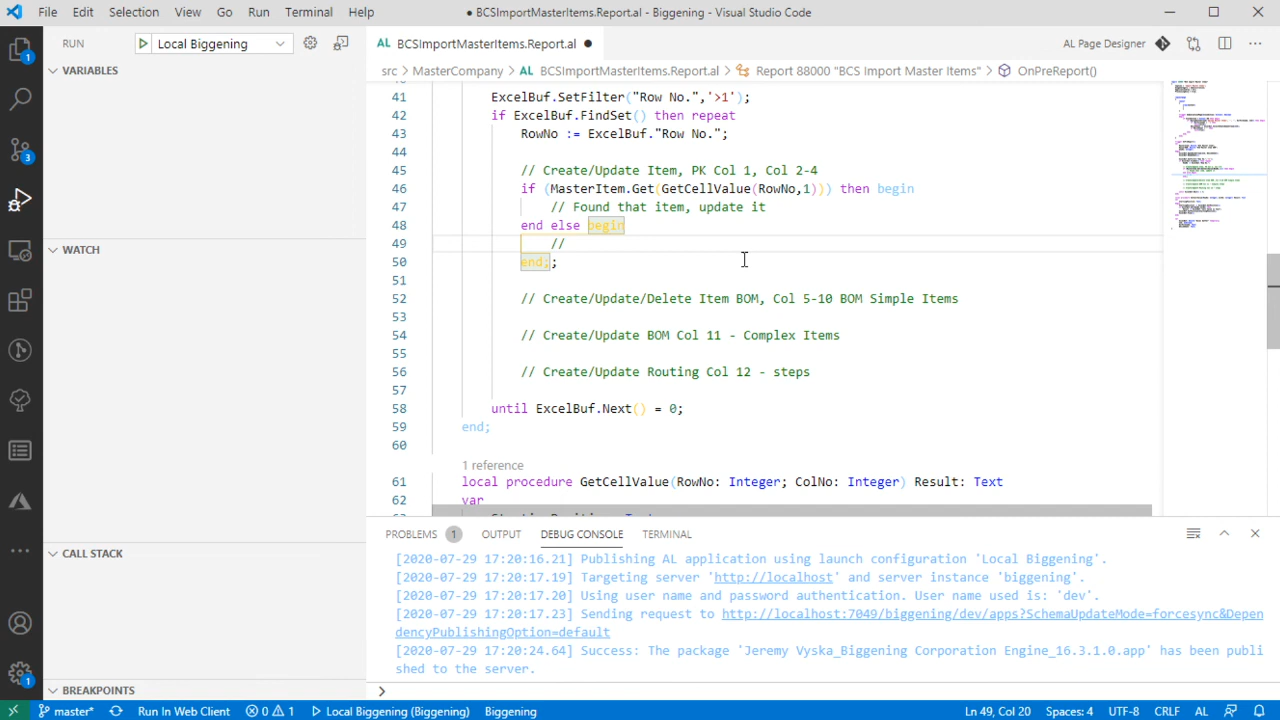 File Edit Selection View Go Run Terminal Help
● BCSImportMasterItems.Report.al - Biggening - Visual Studio Code
RUN Local Biggening
AL BCSImportMasterItems.Report.al ●
AL Page Designer
VARIABLES
src > MasterCompany > AL BCSImportMasterItems.Report.al > Report 88000 "BCS Import Master Items" > OnPreReport()
41 ExcelBuf.SetFilter("Row No.",'>1');
42 if ExcelBuf.FindSet() then repeat
43 RowNo := ExcelBuf."Row No.";
44
45 // Create/Update Item, PK Col 1, Col 2-4
46 if (MasterItem.Get(GetCellValue(RowNo,1))) then begin
47 // Found that item, update it
48 end else begin
49 //
50 end;;
51
52 // Create/Update/Delete Item BOM, Col 5-10 BOM Simple Items
53
54 // Create/Update BOM Col 11 - Complex Items
55
56 // Create/Update Routing Col 12 - steps
57
58 until ExcelBuf.Next() = 0;
59 end;
60
1 reference
61 local procedure GetCellValue(RowNo: Integer; ColNo: Integer) Result: Text
62 var
WATCH
CALL STACK
BREAKPOINTS
PROBLEMS 1 OUTPUT DEBUG CONSOLE TERMINAL
[2020-07-29 17:20:16.21] Publishing AL application using launch configuration 'Local Biggening'.
[2020-07-29 17:20:17.19] Targeting server 'http://localhost' and server instance 'biggening'.
[2020-07-29 17:20:17.20] Using user name and password authentication. User name used is: 'dev'.
[2020-07-29 17:20:17.23] Sending request to http://localhost:7049/biggening/dev/apps?SchemaUpdateMode=forcesync&Depen
dencyPublishingOption=default
[2020-07-29 17:20:24.64] Success: The package 'Jeremy Vyska_Biggening Corporation Engine_16.3.1.0.app' has been publi
shed to the server.
>
1
3
1
master* Run In Web Client 0 1 Local Biggening (Biggening) Biggening Ln 49, Col 20 Spaces: 4 UTF-8 CRLF AL